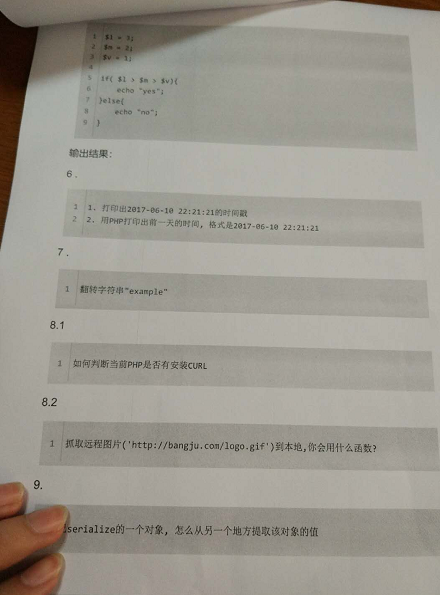 1 $l = 3;
2 $m = 2;
3 $v = 1;
4
5 if( $l > $m > $v){
6 echo "yes";
7 }else{
8 echo "no";
9 }
输出结果：
6 .
1 1. 打印出2017-06-10 22:21:21的时间戳
2 2. 用PHP打印出前一天的时间, 格式是2017-06-10 22:21:21
7 .
1 翻转字符串"example"
8.1
1 如何判断当前PHP是否有安装CURL
8.2
1 抓取远程图片('http://bangju.com/logo.gif')到本地,你会用什么函数?
9.
serialize的一个对象, 怎么从另一个地方提取该对象的值